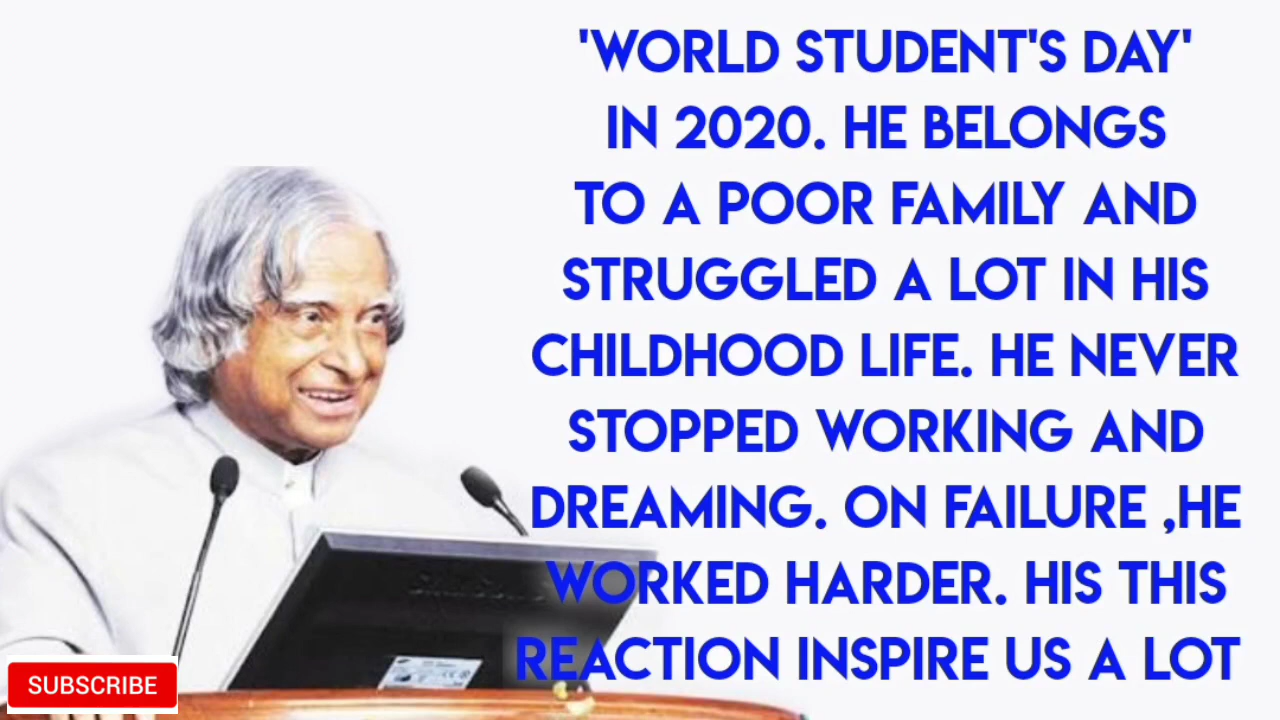 'WORLD STUDENT'S DAY'
IN 2020. HE BELONGS
TO A POOR FAMILY AND
STRUGGLED A LOT IN HIS
CHILDHOOD LIFE. HE NEVER
STOPPED WORKING AND
DREAMING. ON FAILURE ,HE
WORKED HARDER. HIS THIS
REACTION INSPIRE US A LOT
SUBSCRIBE